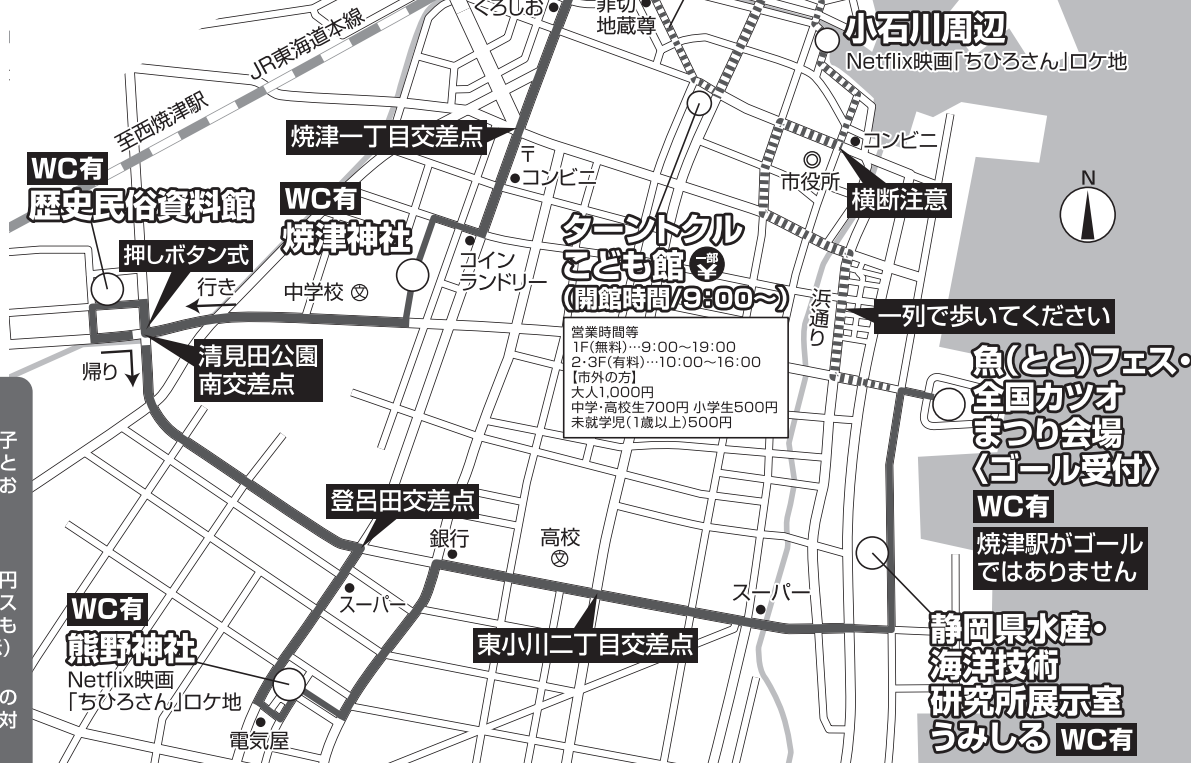 くろしお
罪切
地蔵尊
小石川周辺
Netflix映画「ちひろさん」ロケ地
JR東海道本線
至西焼津駅
焼津一丁目交差点
〒
コンビニ
コンビニ
市役所
横断注意
N
WC有
歴史民俗資料館
WC有
焼津神社
押しボタン式
行き
中学校 文
コイン
ランドリー
ターントクル
こども館 大一部
(開館時間/9:00～)
営業時間等
1F(無料)…9:00～19:00
2・3F(有料)…10:00～16:00
【市外の方】
大人1,000円
中学・高校生700円 小学生500円
未就学児(1歳以上)500円
浜通り
一列で歩いてください
清見田公園
南交差点
帰り
魚(とと)フェス・
全国カツオ
まつり会場
〈ゴール受付〉
WC有
焼津駅がゴール
ではありません
登呂田交差点
銀行
高校
文
スーパー
スーパー
東小川二丁目交差点
WC有
熊野神社
Netflix映画
「ちひろさん」ロケ地
電気屋
静岡県水産・
海洋技術
研究所展示室
うみしる WC有
子
と
お
円
ス
も
)
の
対